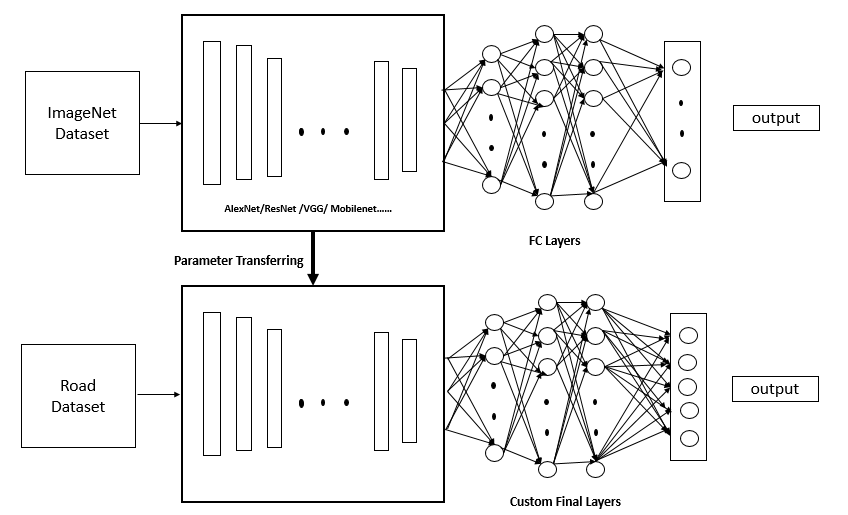 ImageNet
Dataset
AlexNet/ResNet /VGG/ Mobilenet......
output
FC Layers
Parameter Transferring
Road
Dataset
output
Custom Final Layers